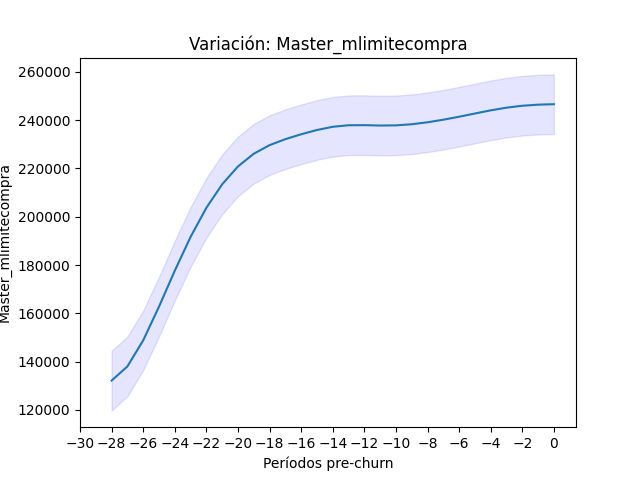 Variación: Master_mlimitecompra
Master_mlimitecompra
260000
240000
220000
200000
180000
160000
140000
120000
−30 −28 −26 −24 −22 −20 −18 −16 −14 −12 −10 −8 −6 −4 −2 0
Períodos pre-churn